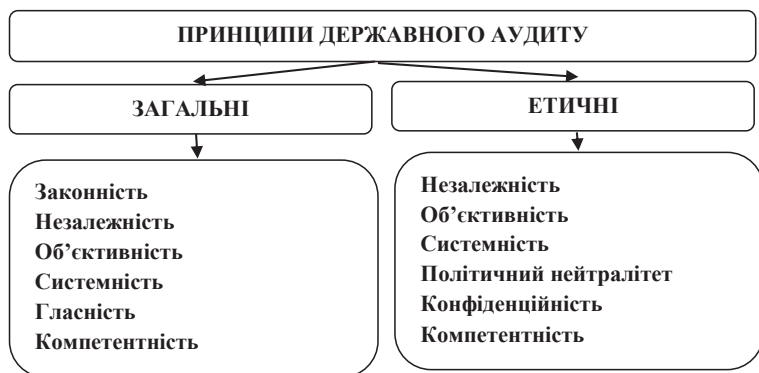 ПРИНЦИПИ ДЕРЖАВНОГО АУДИТУ
ЗАГАЛЬНІ
ЕТИЧНІ
Законність
Незалежність
Об’єктивність
Системність
Гласність
Компетентність
Незалежність
Об’єктивність
Системність
Політичний нейтралітет
Конфіденційність
Компетентність